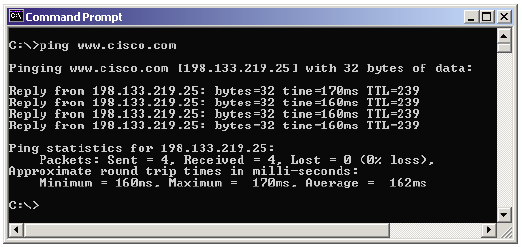 Command Prompt
C:\>ping www.cisco.com
Pinging www.cisco.com [198.133.219.25] with 32 bytes of data:
Reply from 198.133.219.25: bytes=32 time=170ms TTL=239
Reply from 198.133.219.25: bytes=32 time=160ms TTL=239
Reply from 198.133.219.25: bytes=32 time=160ms TTL=239
Reply from 198.133.219.25: bytes=32 time=160ms TTL=239
Ping statistics for 198.133.219.25:
Packets: Sent = 4, Received = 4, Lost = 0 (0% loss),
Approximate round trip times in milli-seconds:
Minimum = 160ms, Maximum = 170ms, Average = 162ms
C:\>